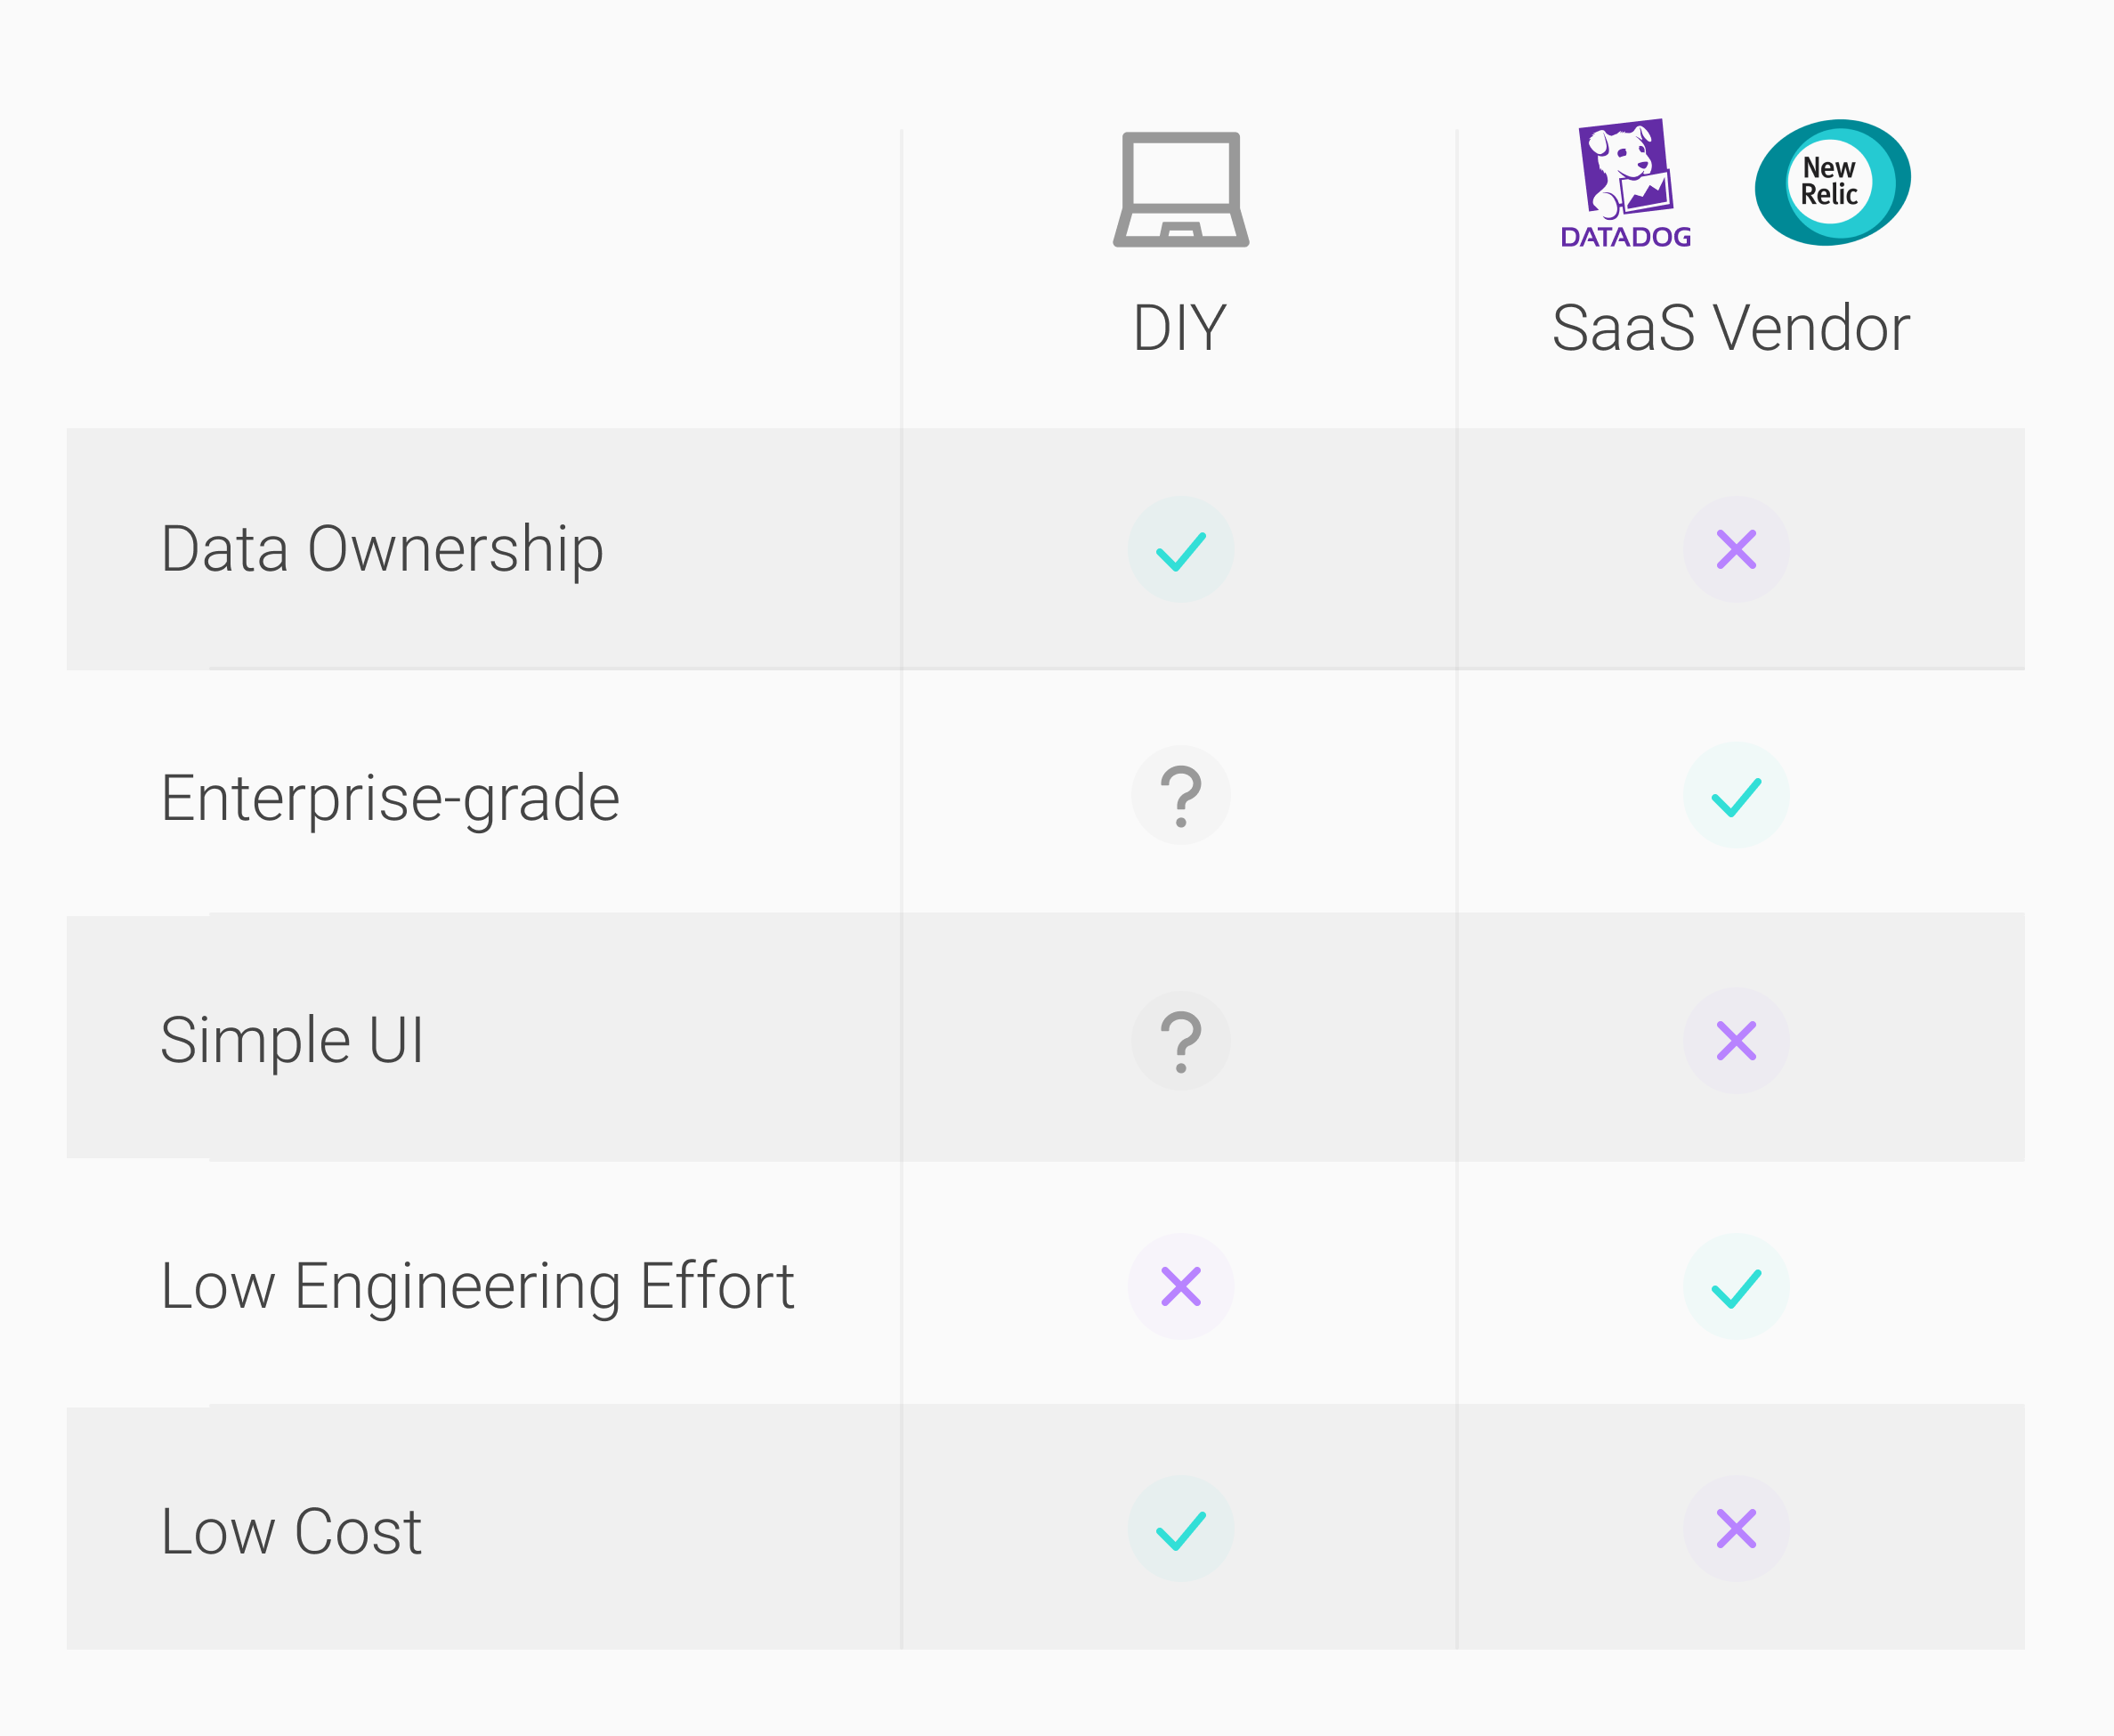 DATADOG
New
Relic
DIY
SaaS Vendor
Data Ownership
Enterprise-grade
?
Simple UI
?
Low Engineering Effort
Low Cost